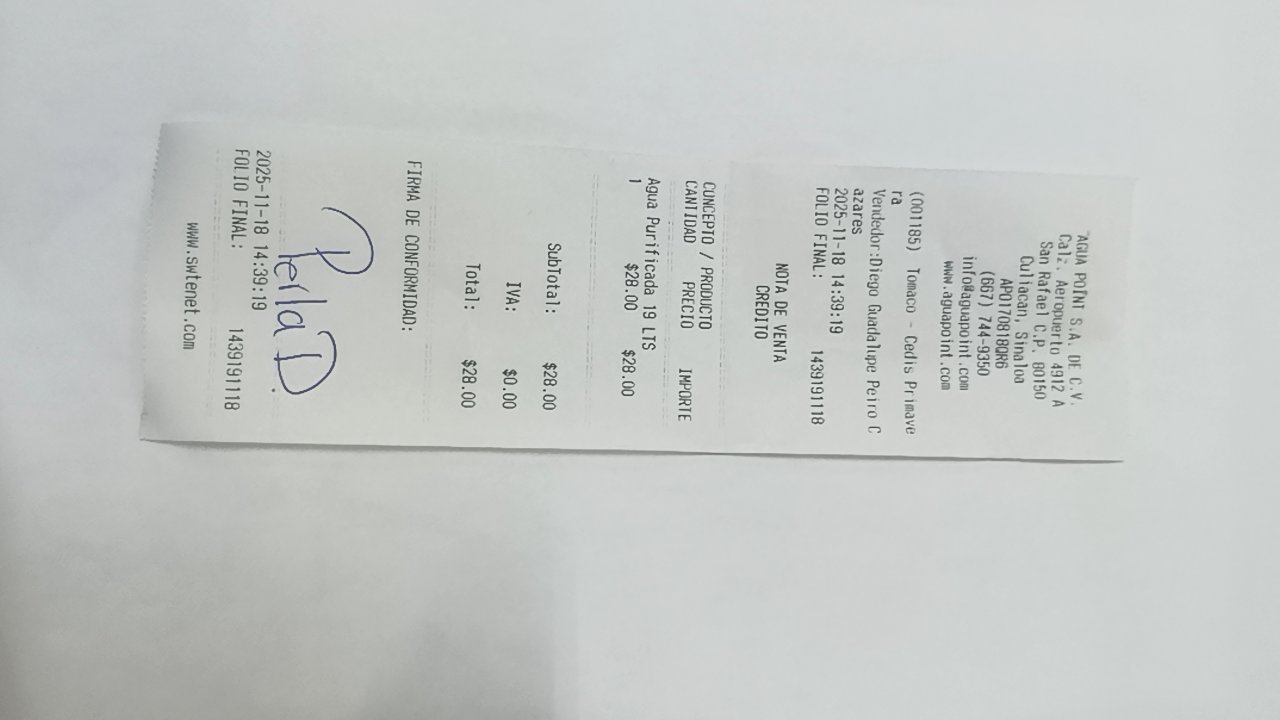 "AGUA POINT S.A. DE C.V.
Calz. Aeropuerto 4912 A
San Rafael C.P. 80150
Culiacan, Sinaloa
APO170818QR6
(667) 744-9350
info@aguapoint.com
www.aguapoint.com
(001185) Tomaco - Cedis Primave
ra
Vendedor:Diego Guadalupe Peiro C
azares
2025-11-18 14:39:19
FOLIO FINAL: 1439191118
NOTA DE VENTA
CREDITO
CONCEPTO / PRODUCTO
CANTIDAD PRECIO IMPORTE
Agua Purificada 19 LTS
1 $28.00 $28.00
SubTotal: $28.00
IVA: $0.00
Total: $28.00
FIRMA DE CONFORMIDAD:
Perla D.
2025-11-18 14:39:19
FOLIO FINAL: 1439191118
www.swtenet.com